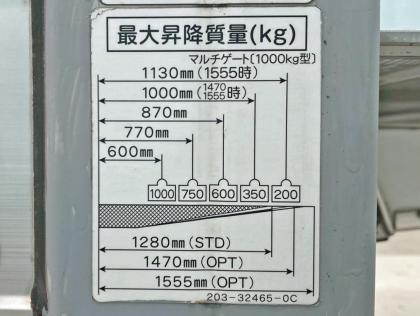 最大昇降質量(kg)
マルチゲート〔1000kg型〕
1130mm(1555時)
1000mm(1470 1555時)
870mm
770mm
600mm
1000 750 600 350 200
1280mm(STD)
1470mm(OPT)
1555mm(OPT)
203-32465-0C